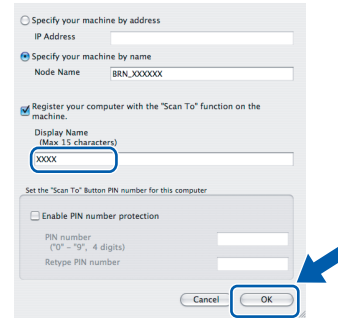 Specify your machine by address
IP Address
Specify your machine by name
Node Name BRN_XXXXXX
Register your computer with the "Scan To" function on the
machine.
Display Name
(Max 15 characters)
XXXX
Set the "Scan To" Button PIN number for this computer
Enable PIN number protection
PIN number
("0" – "9", 4 digits)
Retype PIN number
Cancel OK